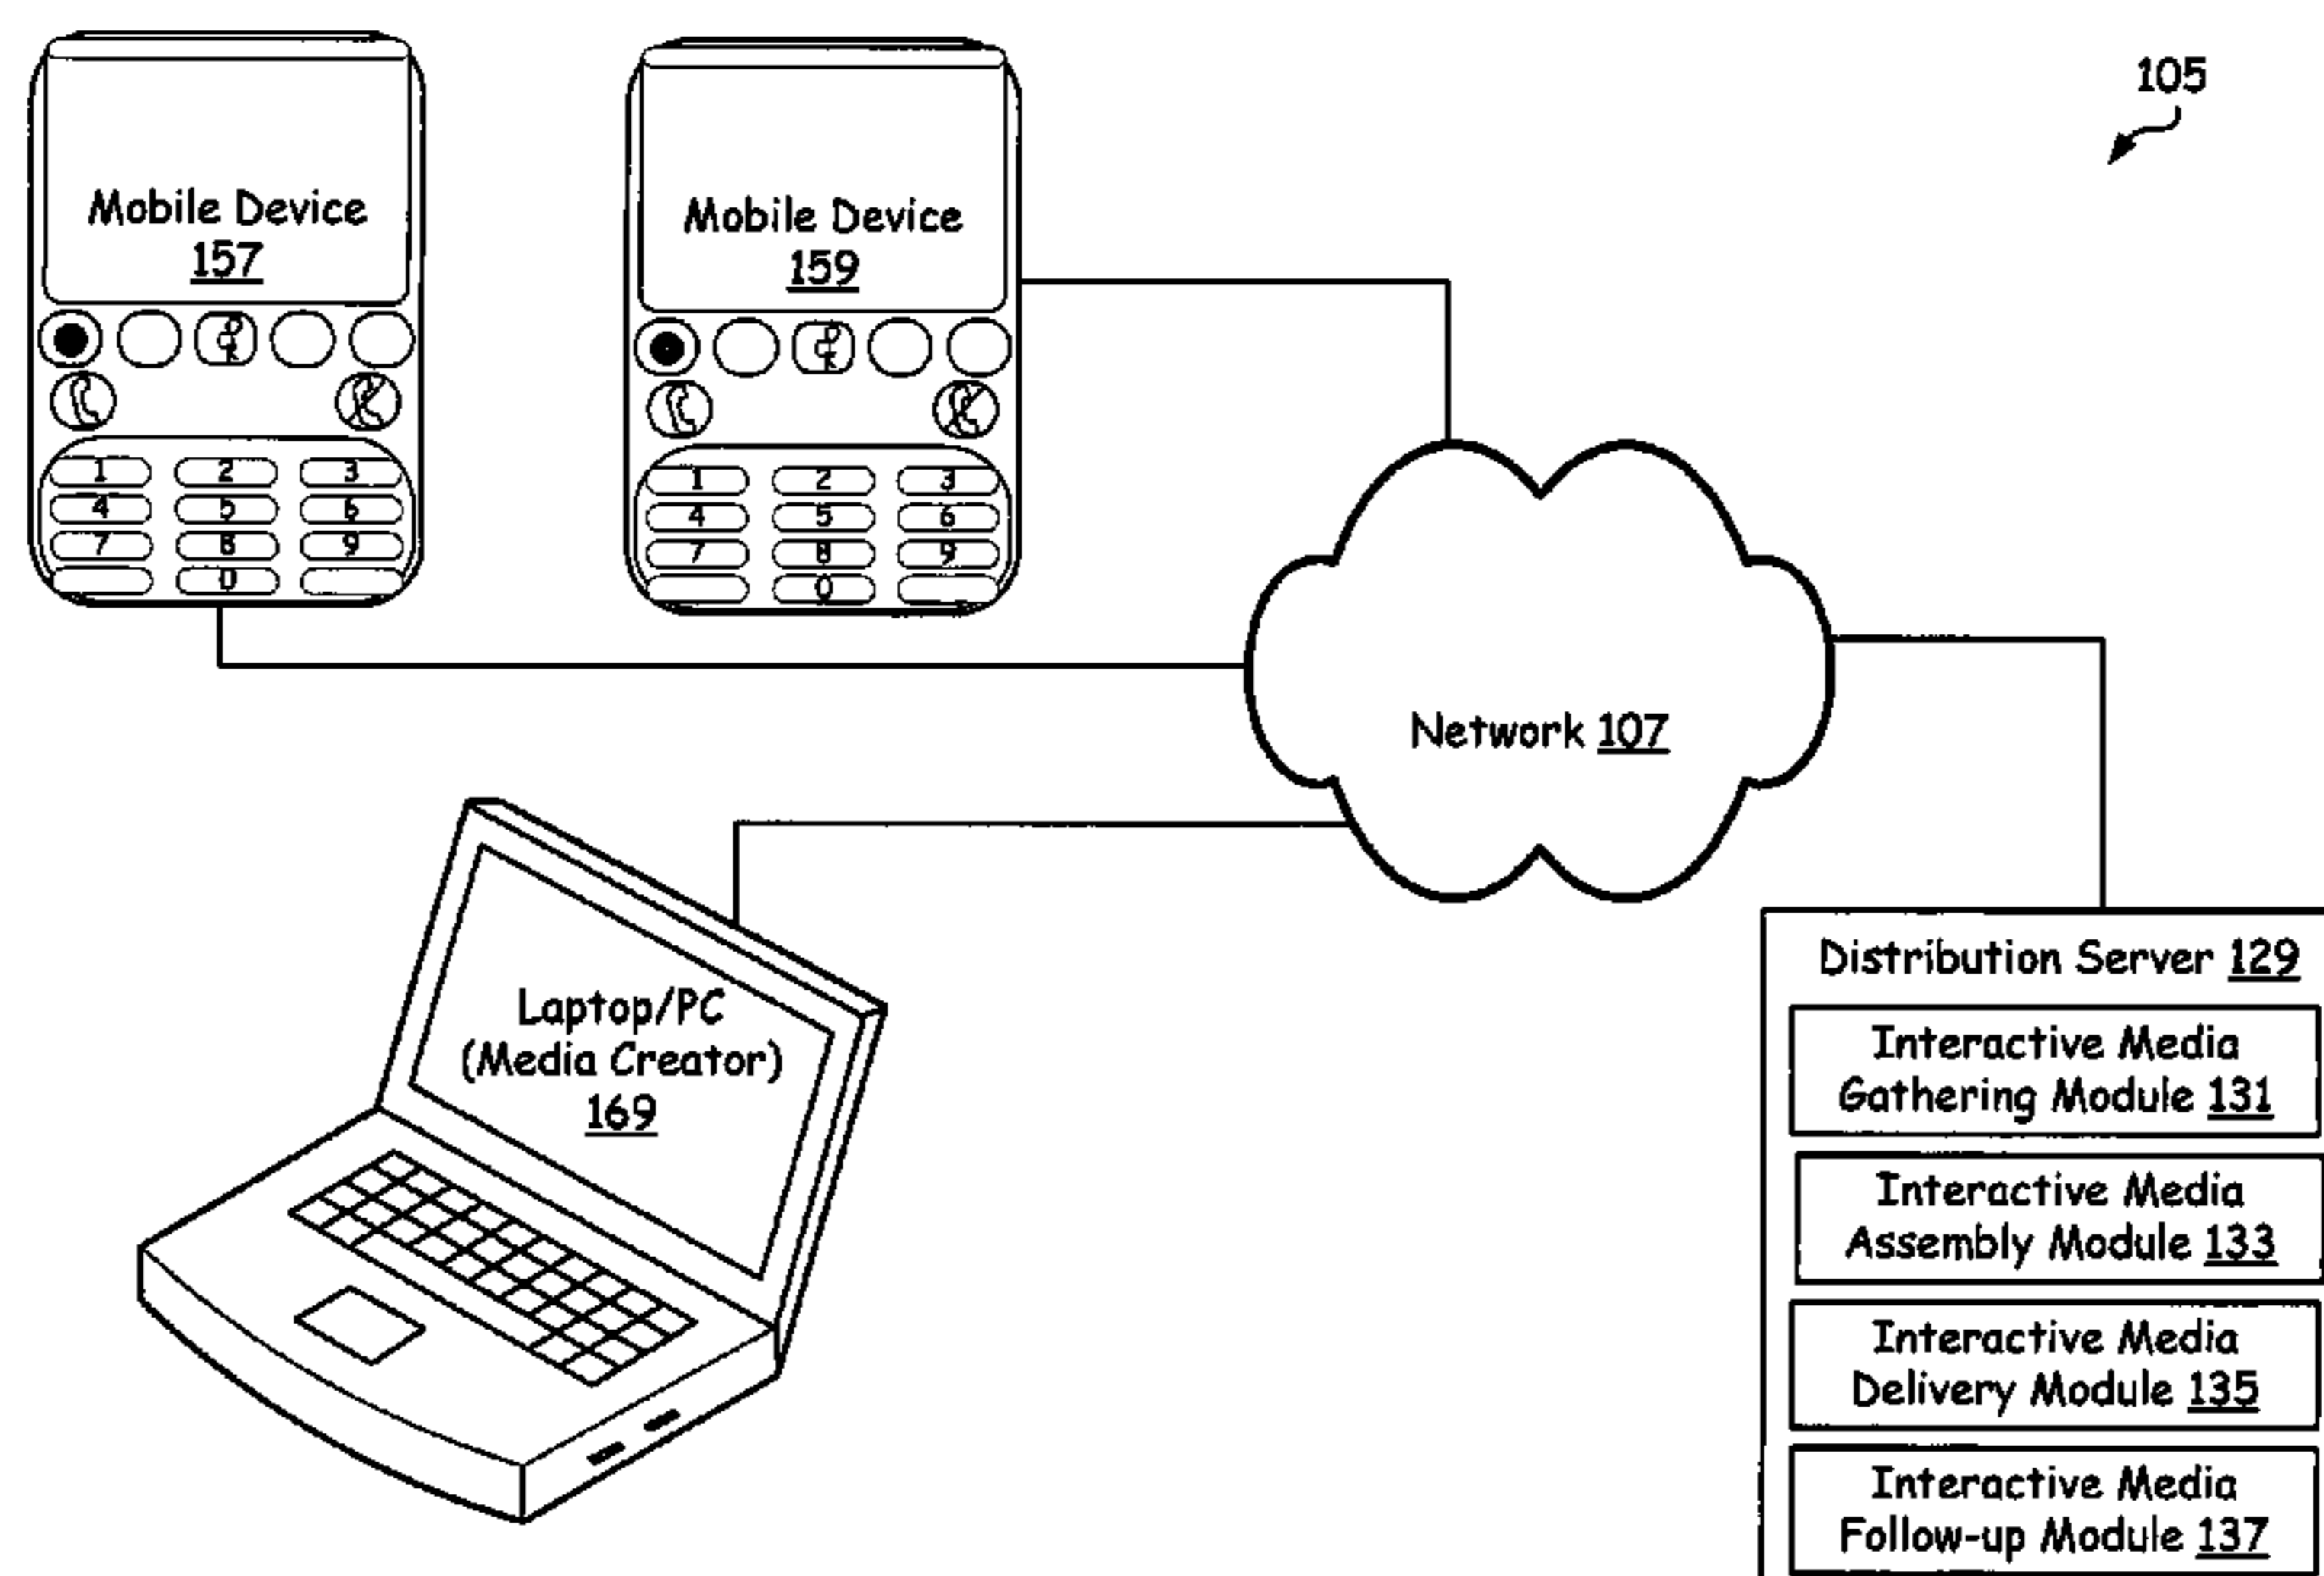 105
Mobile Device
157
OK
1 2 3
4 5 6
7 8 9
0
Mobile Device
159
OK
1 2 3
4 5 6
7 8 9
0
Network 107
Laptop/PC
(Media Creator)
169
Distribution Server 129
Interactive Media
Gathering Module 131
Interactive Media
Assembly Module 133
Interactive Media
Delivery Module 135
Interactive Media
Follow-up Module 137